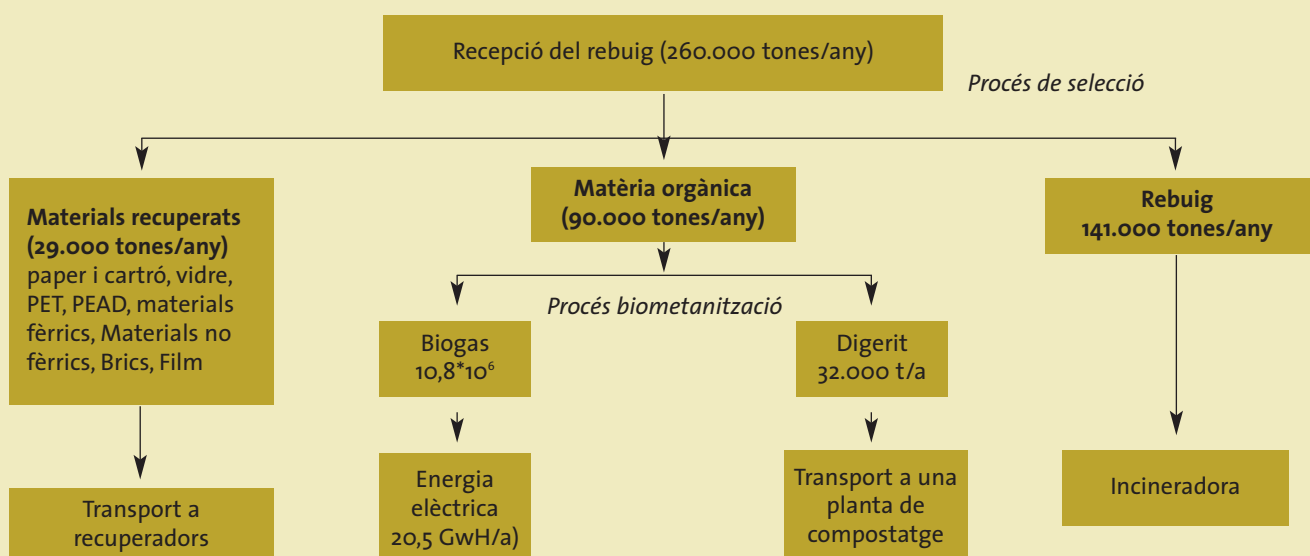 Recepció del rebuig (260.000 tones/any)
Procés de selecció
Materials recuperats
(29.000 tones/any)
paper i cartró, vidre,
PET, PEAD, materials
fèrrics, Materials no
fèrrics, Brics, Film
Matèria orgànica
(90.000 tones/any)
Rebuig
141.000 tones/any
Procés biometanització
Biogas
10,8*10⁶
Digerit
32.000 t/a
Transport a
recuperadors
Energia
elèctrica
20,5 GwH/a)
Transport a una
planta de
compostatge
Incineradora